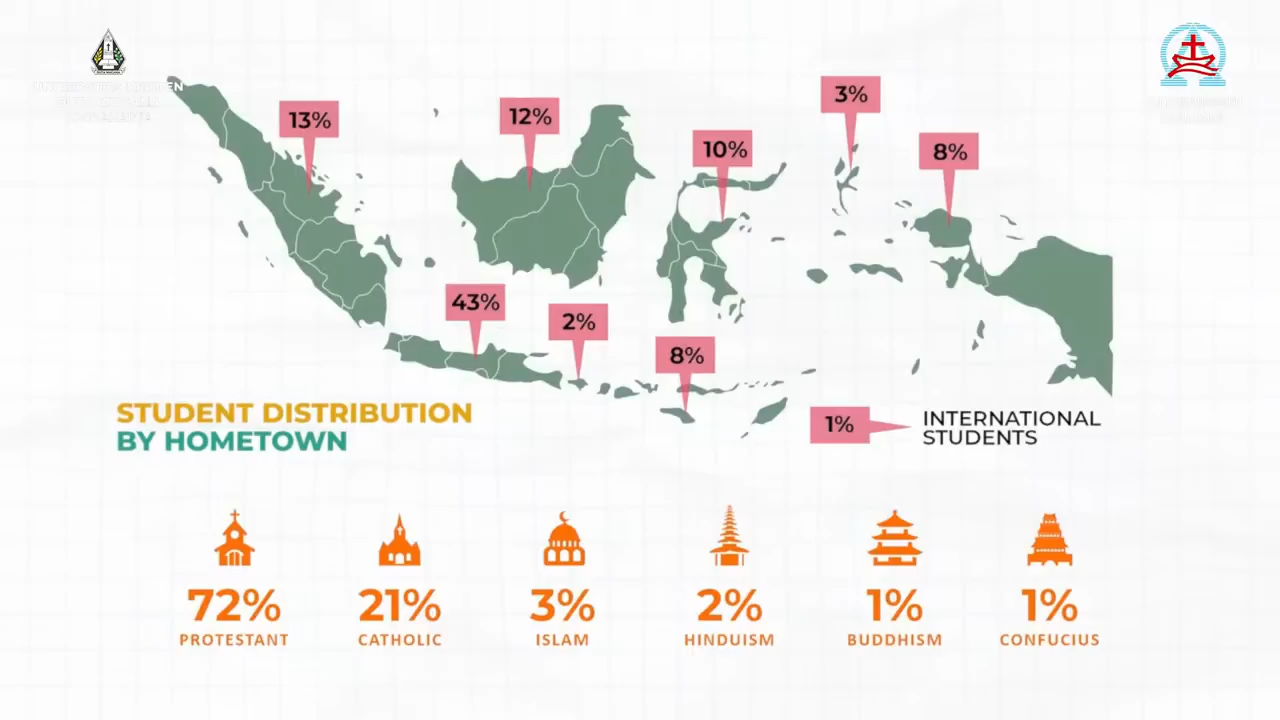 13%
12%
10%
3%
8%
43%
2%
8%
STUDENT DISTRIBUTION
BY HOMETOWN
1%
INTERNATIONAL
STUDENTS
72%
21%
3%
2%
1%
1%
PROTESTANT
CATHOLIC
ISLAM
HINDUISM
BUDDHISM
CONFUCIUS